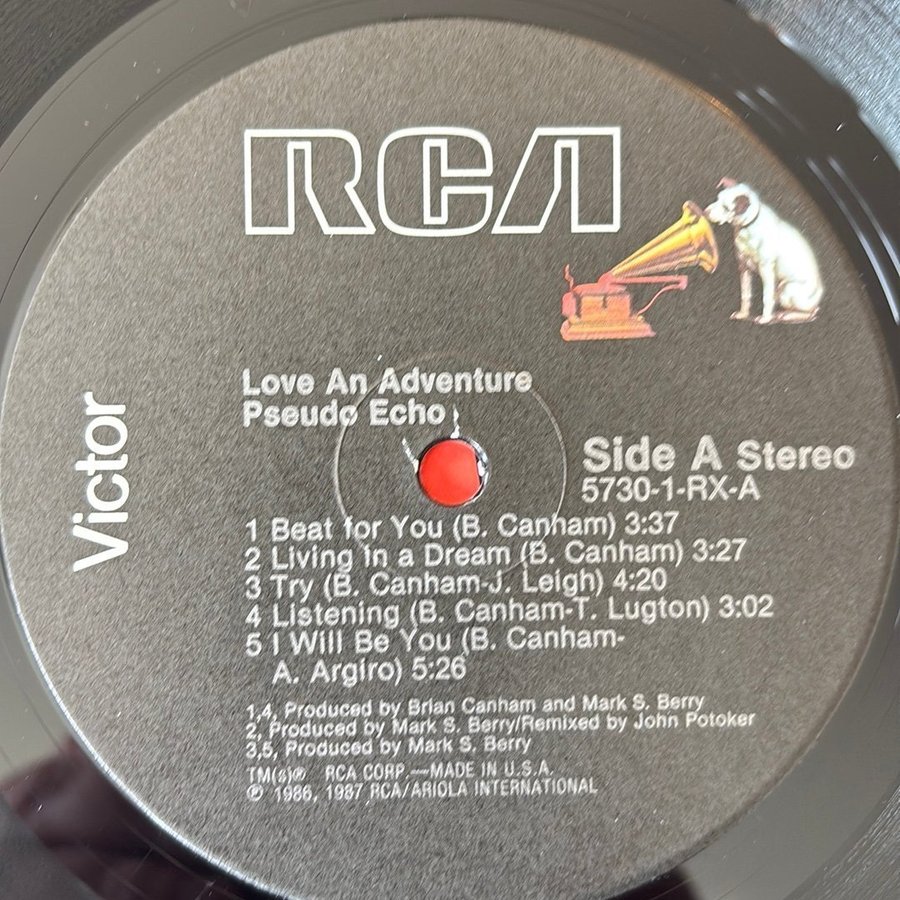 RCA
Victor
Love An Adventure
Pseudo Echo
Side A Stereo
5730-1-RX-A
1 Beat for You (B. Canham) 3:37
2 Living in a Dream (B. Canham) 3:27
3 Try (B. Canham-J. Leigh) 4:20
4 Listening (B. Canham-T. Lugton) 3:02
5 I Will Be You (B. Canham-
A. Argiro) 5:26
1,4, Produced by Brian Canham and Mark S. Berry
2, Produced by Mark S. Berry/Remixed by John Potoker
3,5, Produced by Mark S. Berry
TM(s)® RCA CORP.—MADE IN U.S.A.
℗ 1986, 1987 RCA/ARIOLA INTERNATIONAL